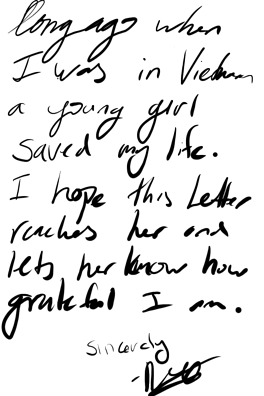 long ago when
I was in Vietnam
a young girl
saved my life.
I hope this letter
reaches her and
lets her know how
grateful I am.
Sincerely